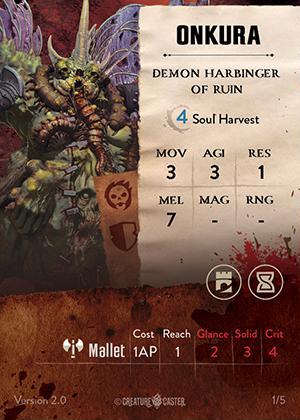 ONKURA
DEMON HARBINGER
OF RUIN
4 Soul Harvest
MOV AGI RES
3 3 1
MEL MAG RNG
7 - -
Cost Reach Glance Solid Crit
Mallet 1AP 1 2 3 4
Version 2.0 © CREATURE CASTER 1/5